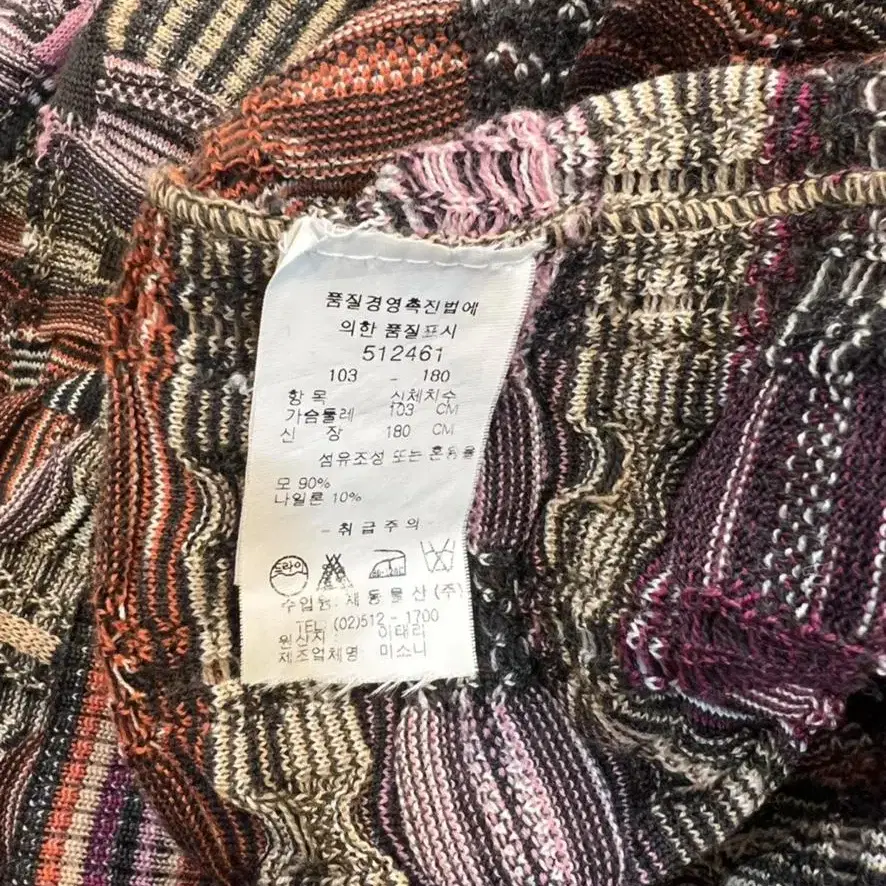 품질경영촉진법에
의한 품질표시
512461
103 - 180
항 목 신체치수
가슴둘레 103 CM
신 장 180 CM
섬유조성 또는 혼용율
모 90%
나일론 10%
- 취급주의 -
드라이
수입원: 채동물산(주)
TEL (02)512-1700
원산지: 이태리
제조업체명: 미소니